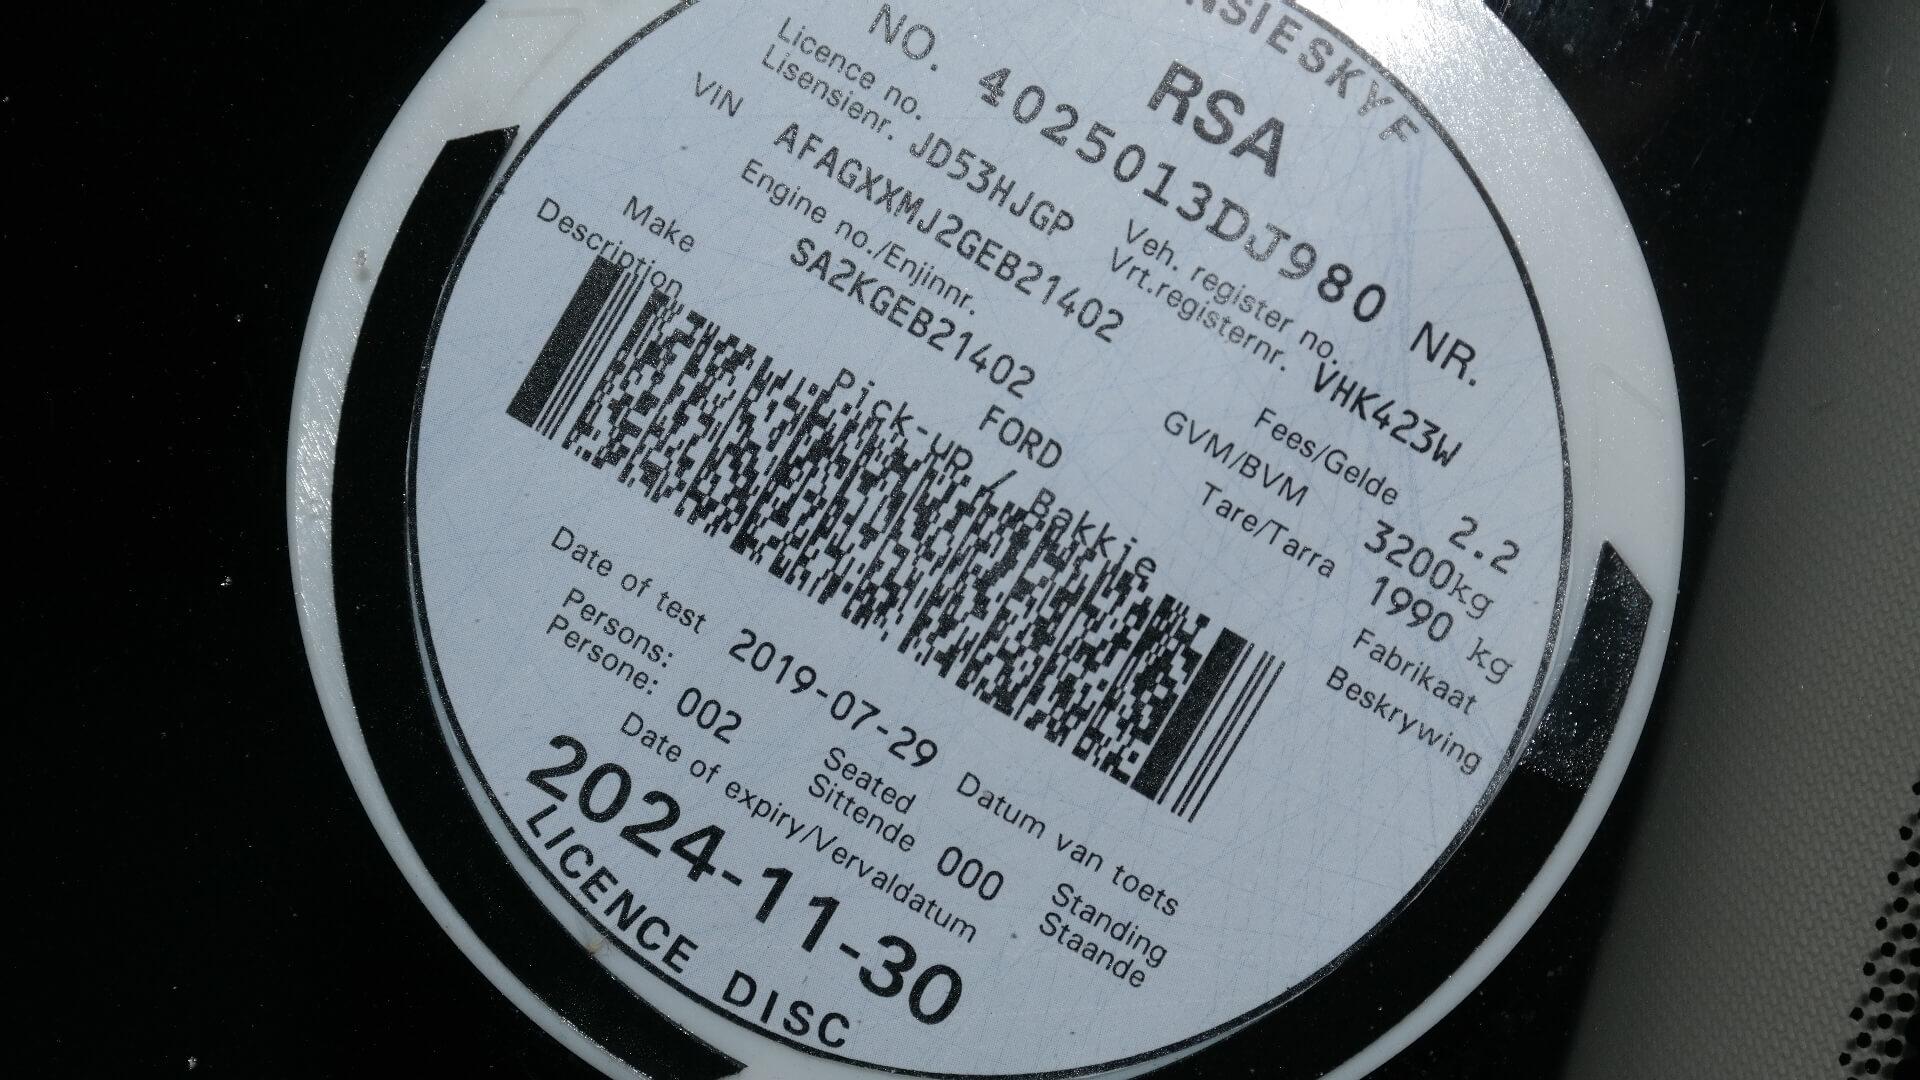 NSIESKYF
RSA
NO. 4025013DJ980 NR.
Licence no.
Lisensienr. JD53HJGP
Veh. register no.
Vrt.registernr. VHK423W
VIN AFAGXXMJ2GEB21402
Fees/Gelde 2.2
Engine no./Enjinnr.
SA2KGEB21402
GVM/BVM 3200kg
Tare/Tarra 1990 kg
Make FORD Fabrikaat
Description Pick-up / Bakkie Beskrywing
Date of test 2019-07-29 Datum van toets
Persons:
Persone: 002
Seated
Sittende 000
Standing
Staande
Date of expiry/Vervaldatum
2024-11-30
LICENCE DISC